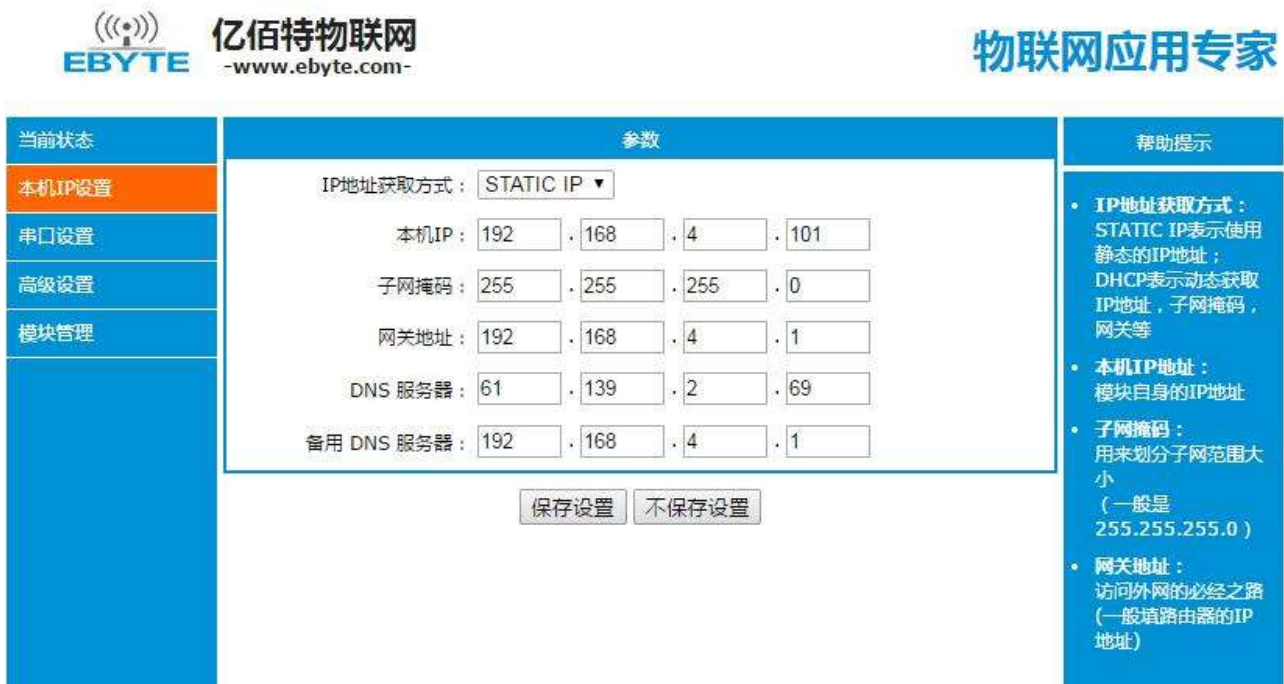 (((•)))
EBYTE
亿佰特物联网
-www.ebyte.com-
物联网应用专家
当前状态
本机IP设置
串口设置
高级设置
模块管理
参数
IP地址获取方式: STATIC IP ▼
本机IP: 192 . 168 . 4 . 101
子网掩码: 255 . 255 . 255 . 0
网关地址: 192 . 168 . 4 . 1
DNS 服务器: 61 . 139 . 2 . 69
备用 DNS 服务器: 192 . 168 . 4 . 1
保存设置 不保存设置
帮助提示
• IP地址获取方式:
STATIC IP表示使用
静态的IP地址;
DHCP表示动态获取
IP地址,子网掩码,
网关等
• 本机IP地址:
模块自身的IP地址
• 子网掩码:
用来划分子网范围大
小
(一般是
255.255.255.0)
• 网关地址:
访问外网的必经之路
(一般填路由器的IP
地址)